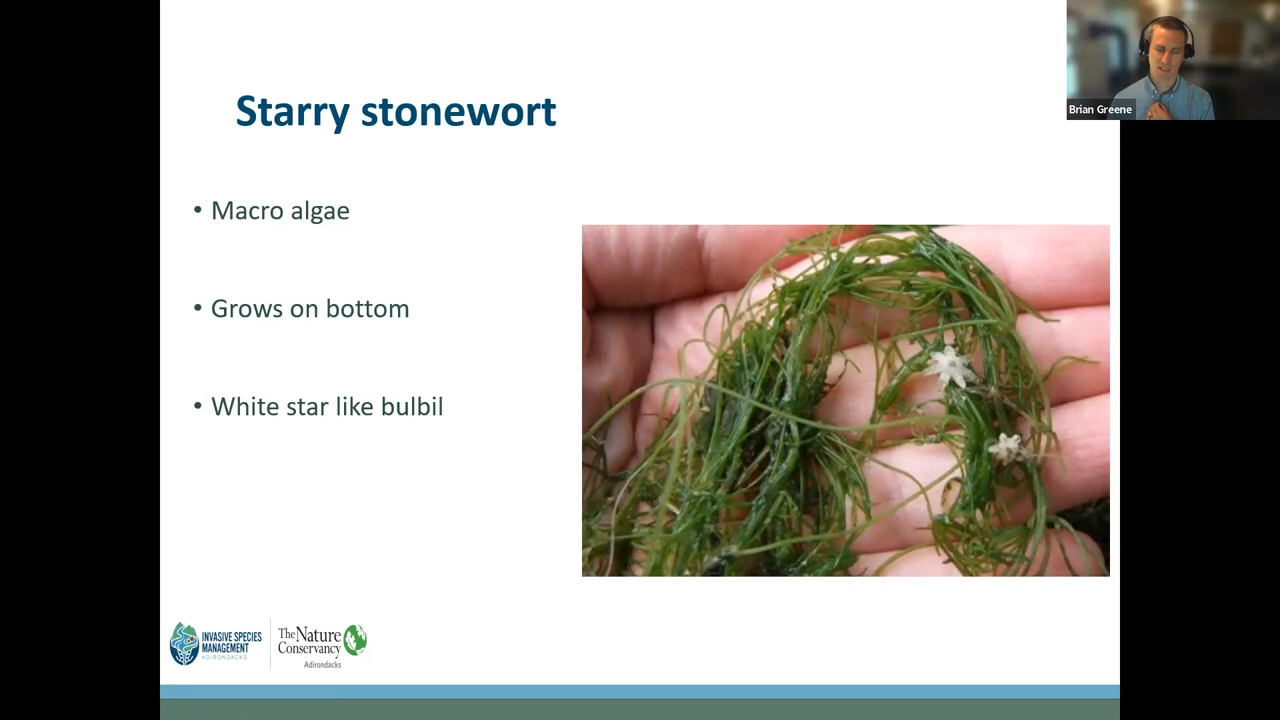 Starry stonewort
Brian Greene
• Macro algae
• Grows on bottom
• White star like bulbil
INVASIVE SPECIES
MANAGEMENT
ADIRONDACKS
The Nature
Conservancy
Adirondacks